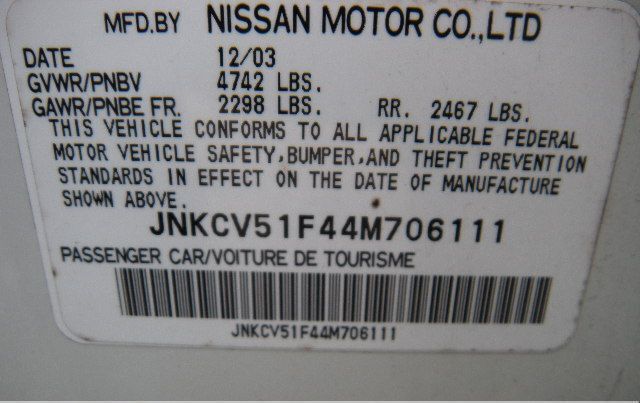 MFD.BY NISSAN MOTOR CO.,LTD
DATE 12/03
GVWR/PNBV 4742 LBS.
GAWR/PNBE FR. 2298 LBS. RR. 2467 LBS.
THIS VEHICLE CONFORMS TO ALL APPLICABLE FEDERAL
MOTOR VEHICLE SAFETY,BUMPER,AND THEFT PREVENTION
STANDARDS IN EFFECT ON THE DATE OF MANUFACTURE
SHOWN ABOVE.
JNKCV51F44M706111
PASSENGER CAR/VOITURE DE TOURISME
JNKCV51F44M706111